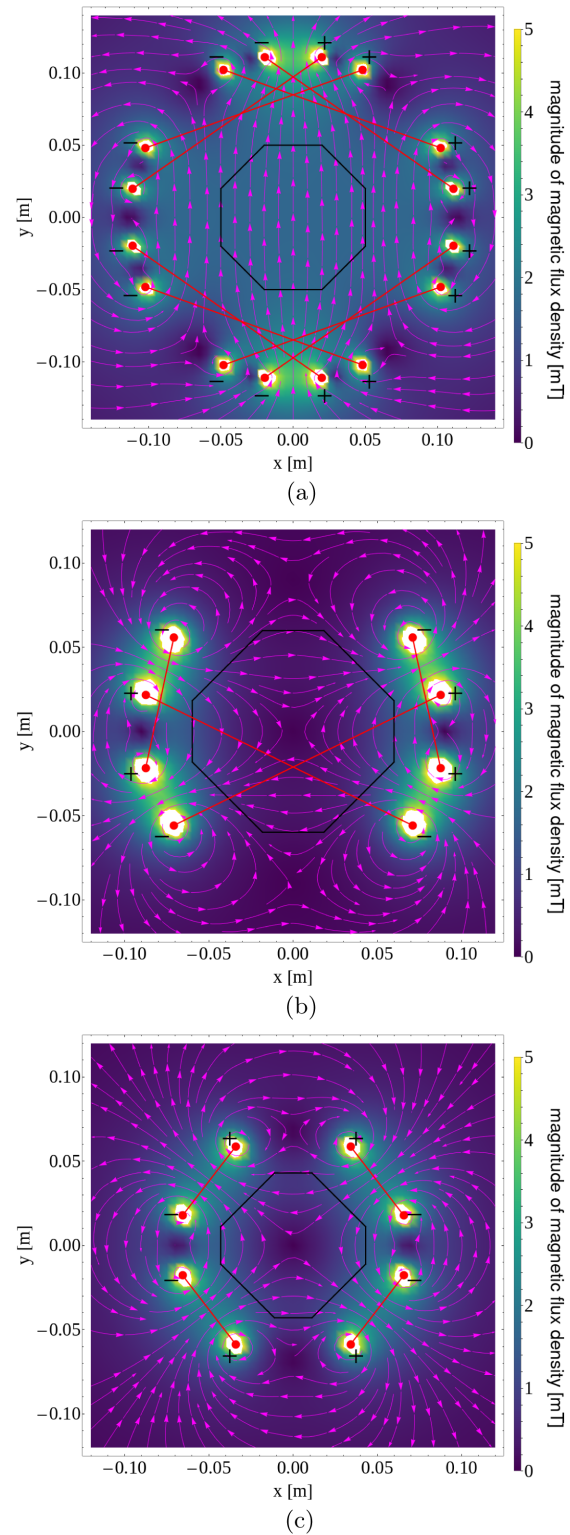 0.10
0.05
0.00
−0.05
−0.10
y [m]
−0.10 −0.05 0.00 0.05 0.10
x [m]
5
4
3
2
1
0
magnitude of magnetic flux density [mT]
− − + +
− +
− +
− +
− +
− − + +
(a)
0.10
0.05
0.00
−0.05
−0.10
y [m]
−0.10 −0.05 0.00 0.05 0.10
x [m]
5
4
3
2
1
0
magnitude of magnetic flux density [mT]
− −
+ +
+ +
− −
(b)
0.10
0.05
0.00
−0.05
−0.10
y [m]
−0.10 −0.05 0.00 0.05 0.10
x [m]
5
4
3
2
1
0
magnitude of magnetic flux density [mT]
+ +
− −
− −
+ +
(c)